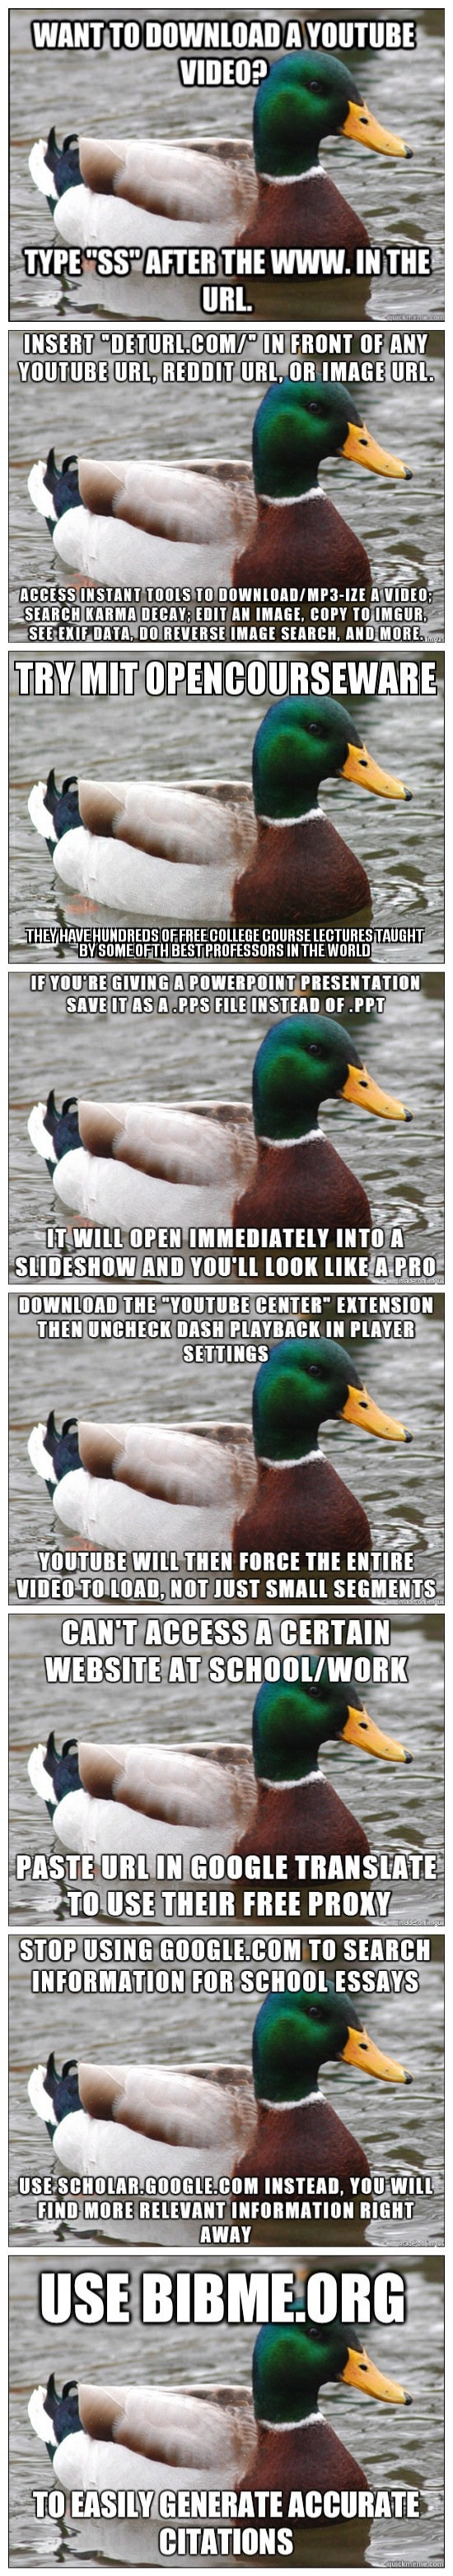 WANT TO DOWNLOAD A YOUTUBE
VIDEO?
TYPE "SS" AFTER THE WWW. IN THE
URL.
quickmeme.com
INSERT "DETURL.COM/" IN FRONT OF ANY
YOUTUBE URL, REDDIT URL, OR IMAGE URL.
ACCESS INSTANT TOOLS TO DOWNLOAD/MP3-IZE A VIDEO;
SEARCH KARMA DECAY; EDIT AN IMAGE, COPY TO IMGUR,
SEE EXIF DATA, DO REVERSE IMAGE SEARCH, AND MORE.
TRY MIT OPENCOURSEWARE
THEY HAVE HUNDREDS OF FREE COLLEGE COURSE LECTURES TAUGHT
BY SOME OF TH BEST PROFESSORS IN THE WORLD
IF YOU'RE GIVING A POWERPOINT PRESENTATION
SAVE IT AS A .PPS FILE INSTEAD OF .PPT
IT WILL OPEN IMMEDIATELY INTO A
SLIDESHOW AND YOU'LL LOOK LIKE A PRO
DOWNLOAD THE "YOUTUBE CENTER" EXTENSION
THEN UNCHECK DASH PLAYBACK IN PLAYER
SETTINGS
YOUTUBE WILL THEN FORCE THE ENTIRE
VIDEO TO LOAD, NOT JUST SMALL SEGMENTS
CAN'T ACCESS A CERTAIN
WEBSITE AT SCHOOL/WORK
PASTE URL IN GOOGLE TRANSLATE
TO USE THEIR FREE PROXY
STOP USING GOOGLE.COM TO SEARCH
INFORMATION FOR SCHOOL ESSAYS
USE SCHOLAR.GOOGLE.COM INSTEAD, YOU WILL
FIND MORE RELEVANT INFORMATION RIGHT
AWAY
USE BIBME.ORG
TO EASILY GENERATE ACCURATE
CITATIONS
quickmeme.com